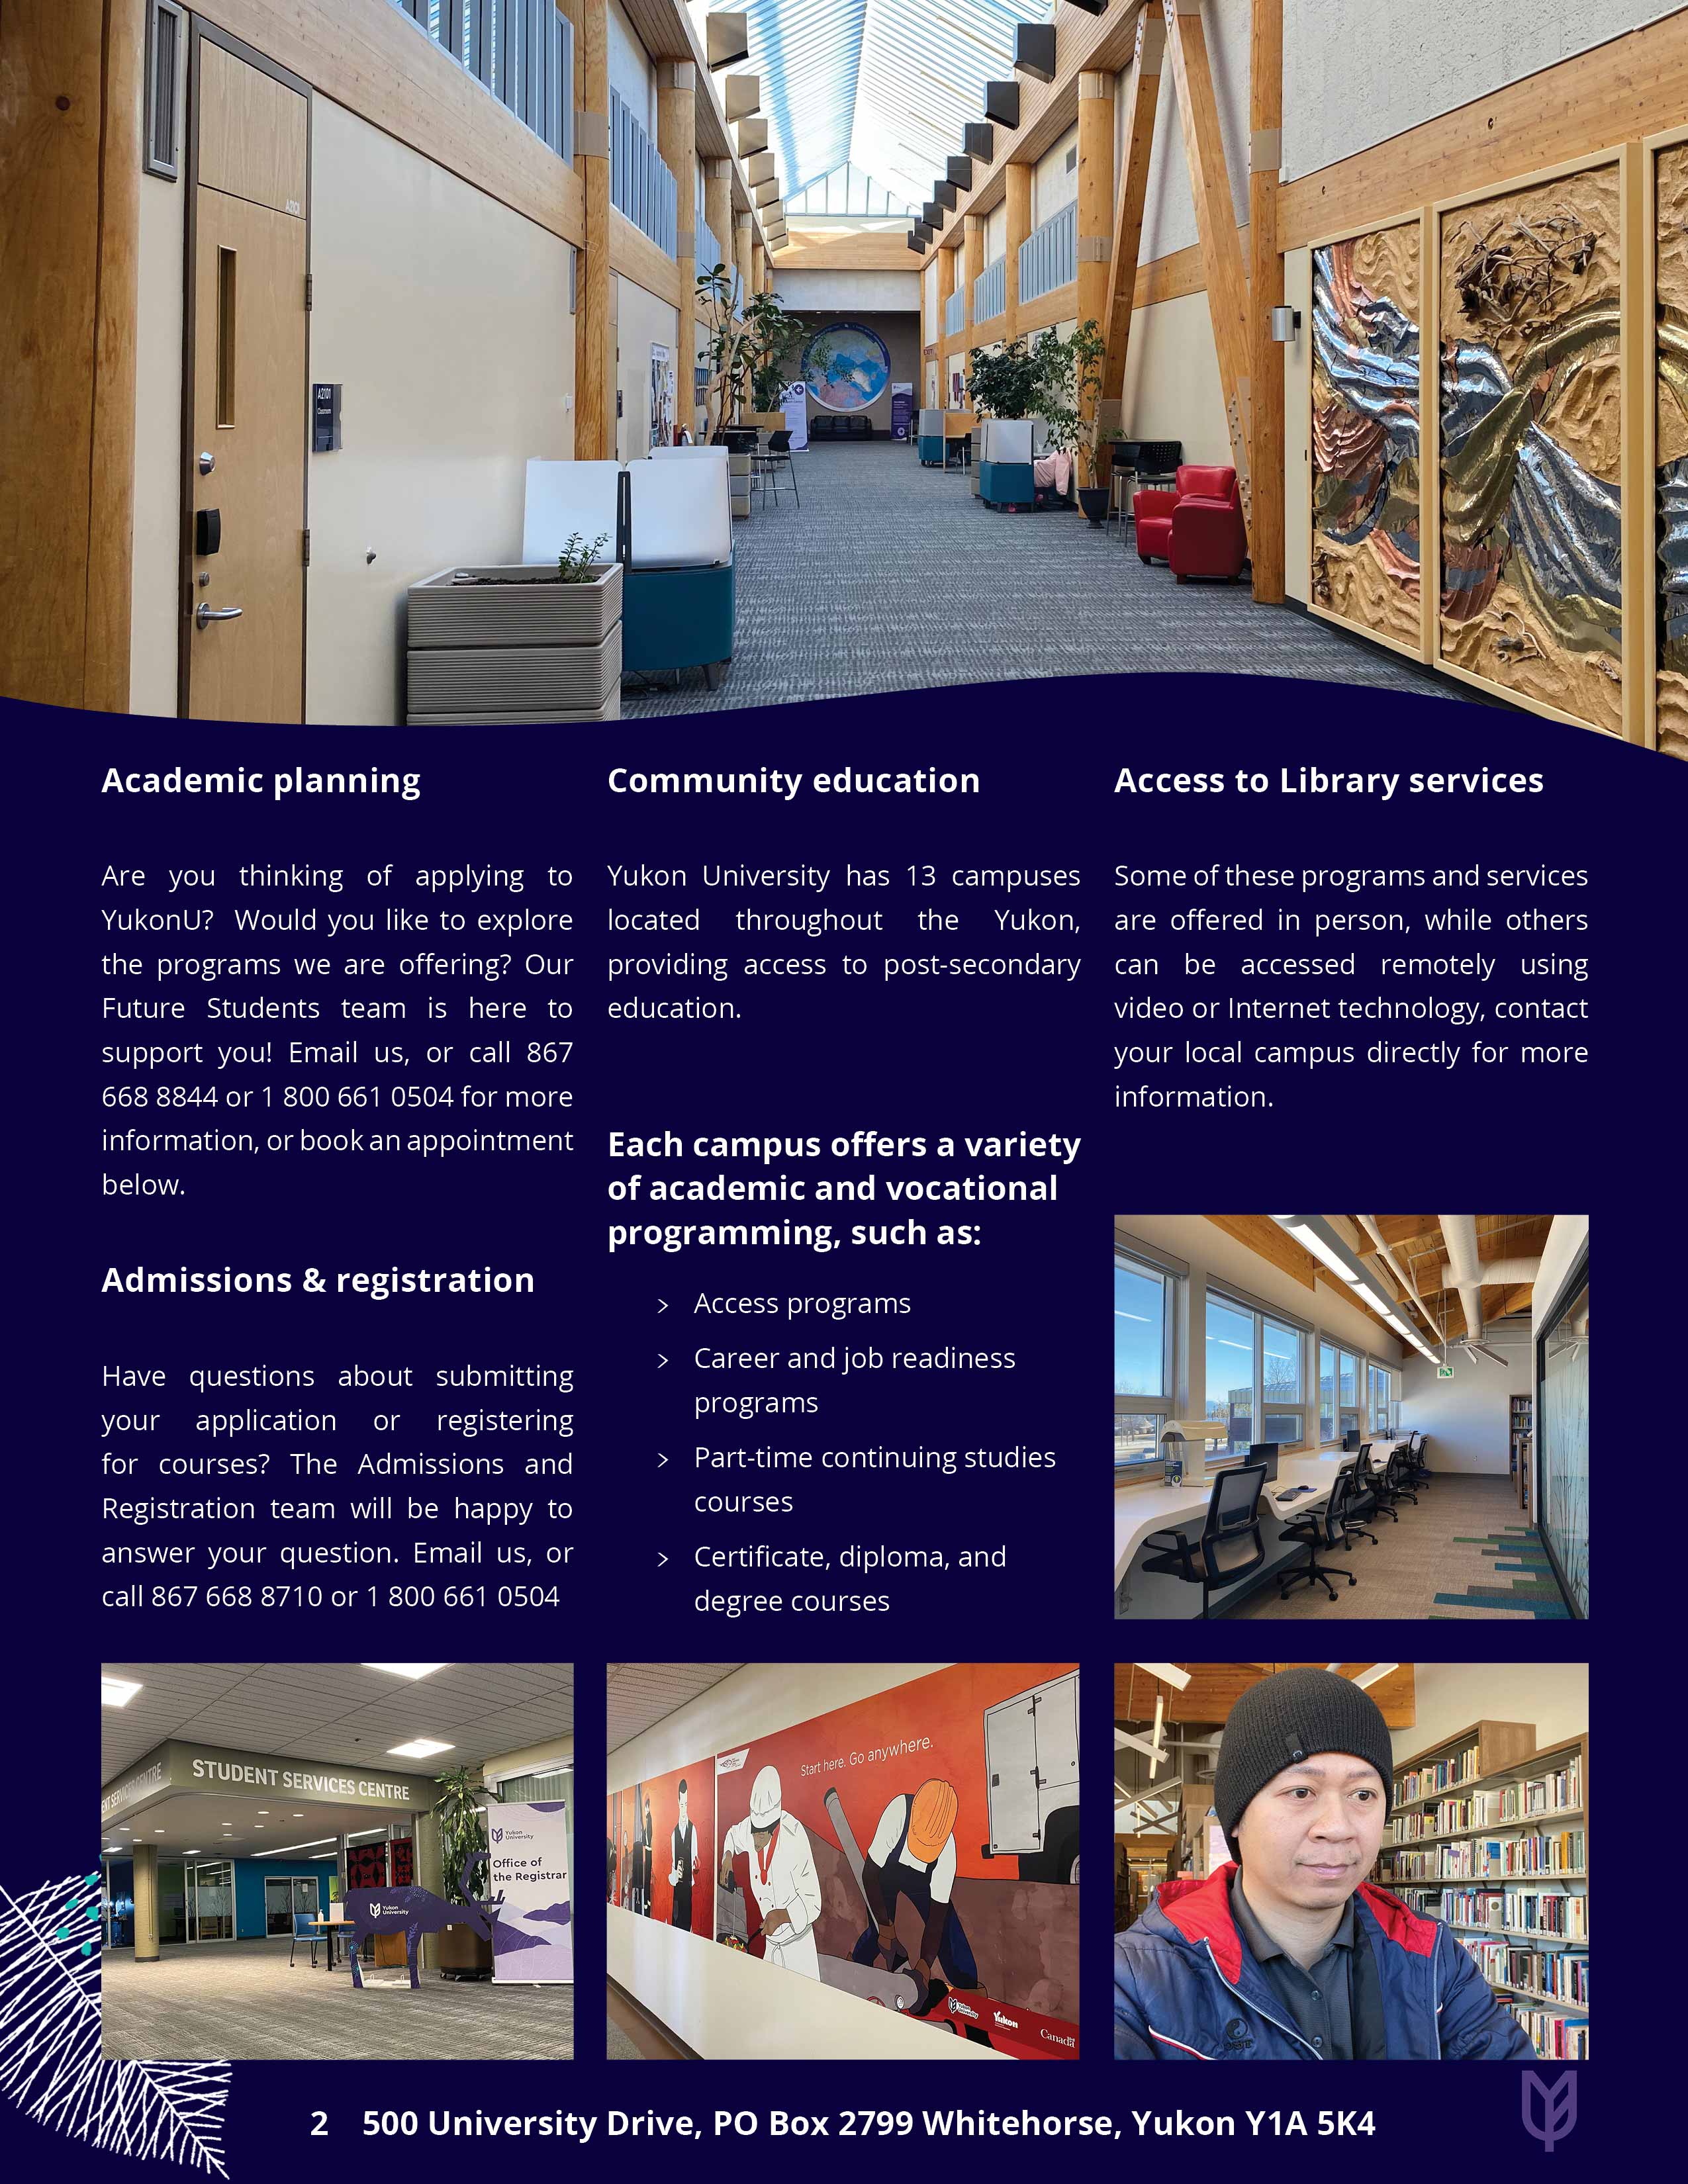 A2101
Classroom
Academic planning
Are you thinking of applying to
YukonU? Would you like to explore
the programs we are offering? Our
Future Students team is here to
support you! Email us, or call 867
668 8844 or 1 800 661 0504 for more
information, or book an appointment
below.
Admissions & registration
Have questions about submitting
your application or registering
for courses? The Admissions and
Registration team will be happy to
answer your question. Email us, or
call 867 668 8710 or 1 800 661 0504
Community education
Yukon University has 13 campuses
located throughout the Yukon,
providing access to post-secondary
education.
Each campus offers a variety
of academic and vocational
programming, such as:
> Access programs
> Career and job readiness
programs
> Part-time continuing studies
courses
> Certificate, diploma, and
degree courses
Access to Library services
Some of these programs and services
are offered in person, while others
can be accessed remotely using
video or Internet technology, contact
your local campus directly for more
information.
STUDENT SERVICES CENTRE
Yukon
University
Office of
the Registrar
Yukon
University
Start here. Go anywhere.
Yukon
University
Yukon
Canada
2 500 University Drive, PO Box 2799 Whitehorse, Yukon Y1A 5K4